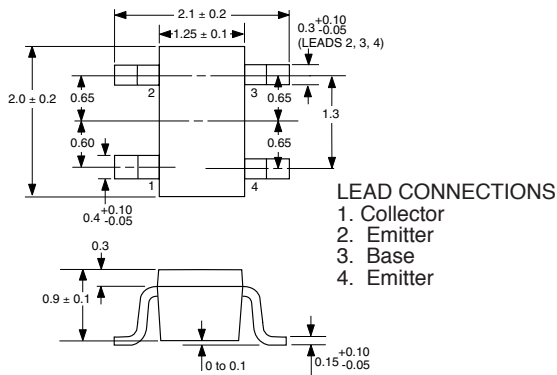 2.1 ± 0.2
1.25 ± 0.1
0.3 +0.10 -0.05
(LEADS 2, 3, 4)
2
3
2.0 ± 0.2
0.65
0.65
1.3
0.60
0.65
1
4
0.4 +0.10 -0.05
LEAD CONNECTIONS
1. Collector
2. Emitter
3. Base
4. Emitter
0.3
0.9 ± 0.1
0 to 0.1
0.15 +0.10 -0.05